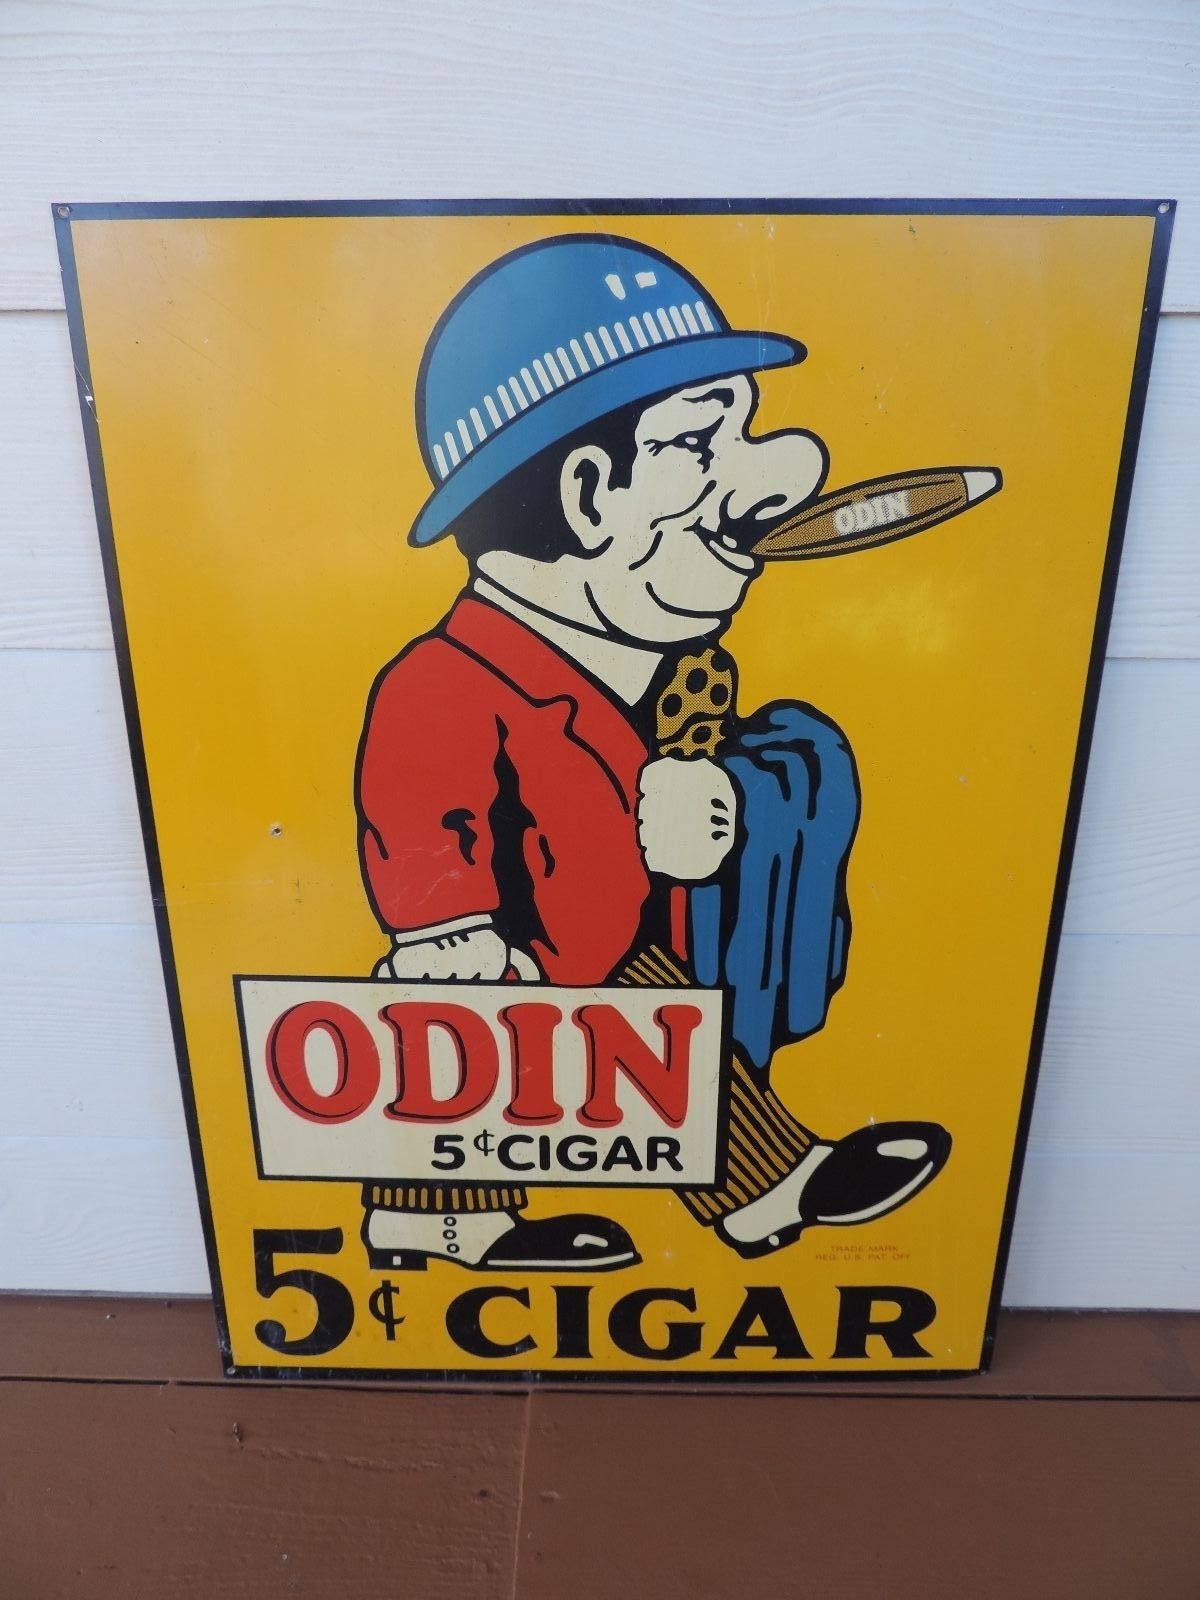 ODIN
ODIN
5¢ CIGAR
TRADE MARK
REG. U.S. PAT. OFF
5¢ CIGAR